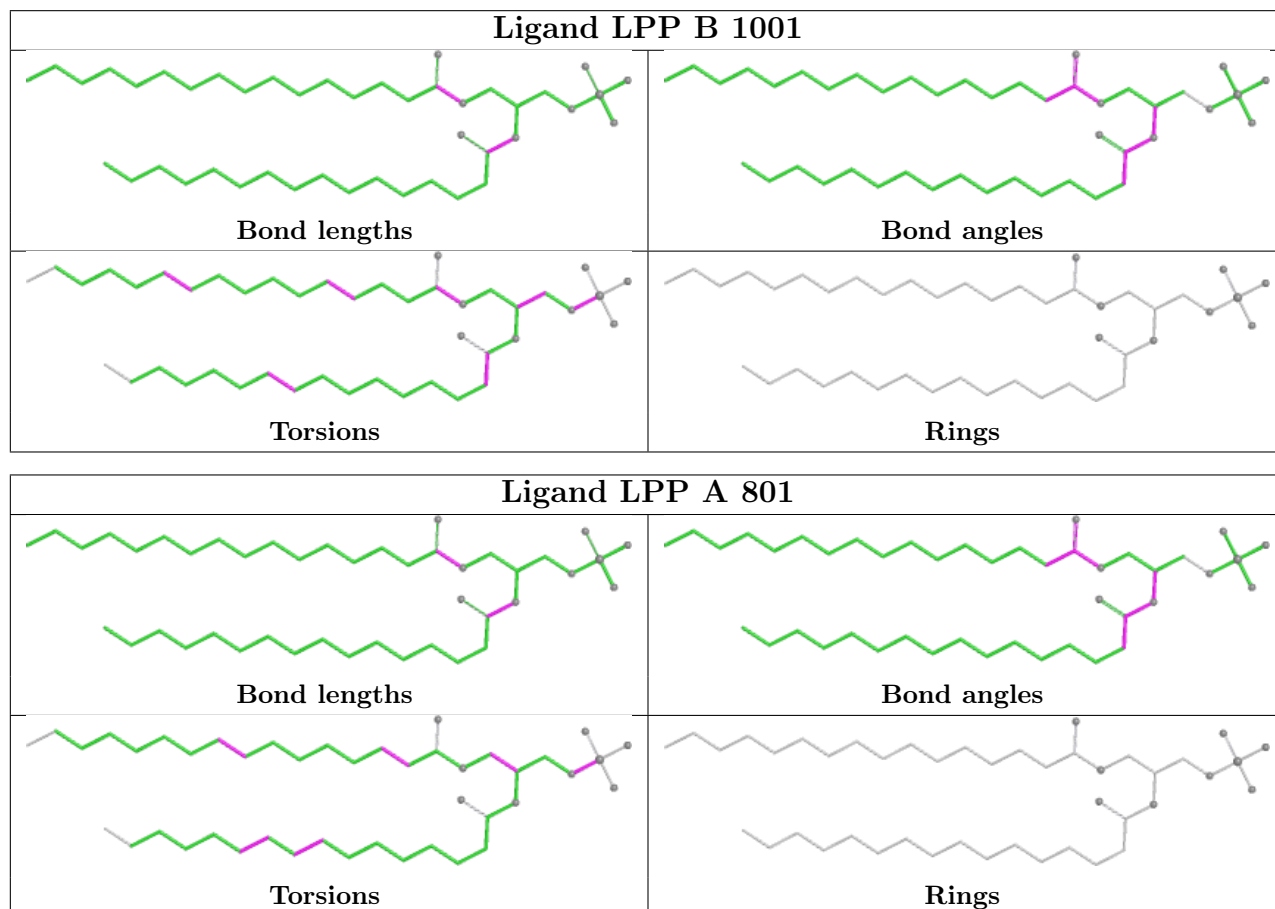 Ligand LPP B 1001
Bond lengths
Bond angles
Torsions
Rings
Ligand LPP A 801
Bond lengths
Bond angles
Torsions
Rings